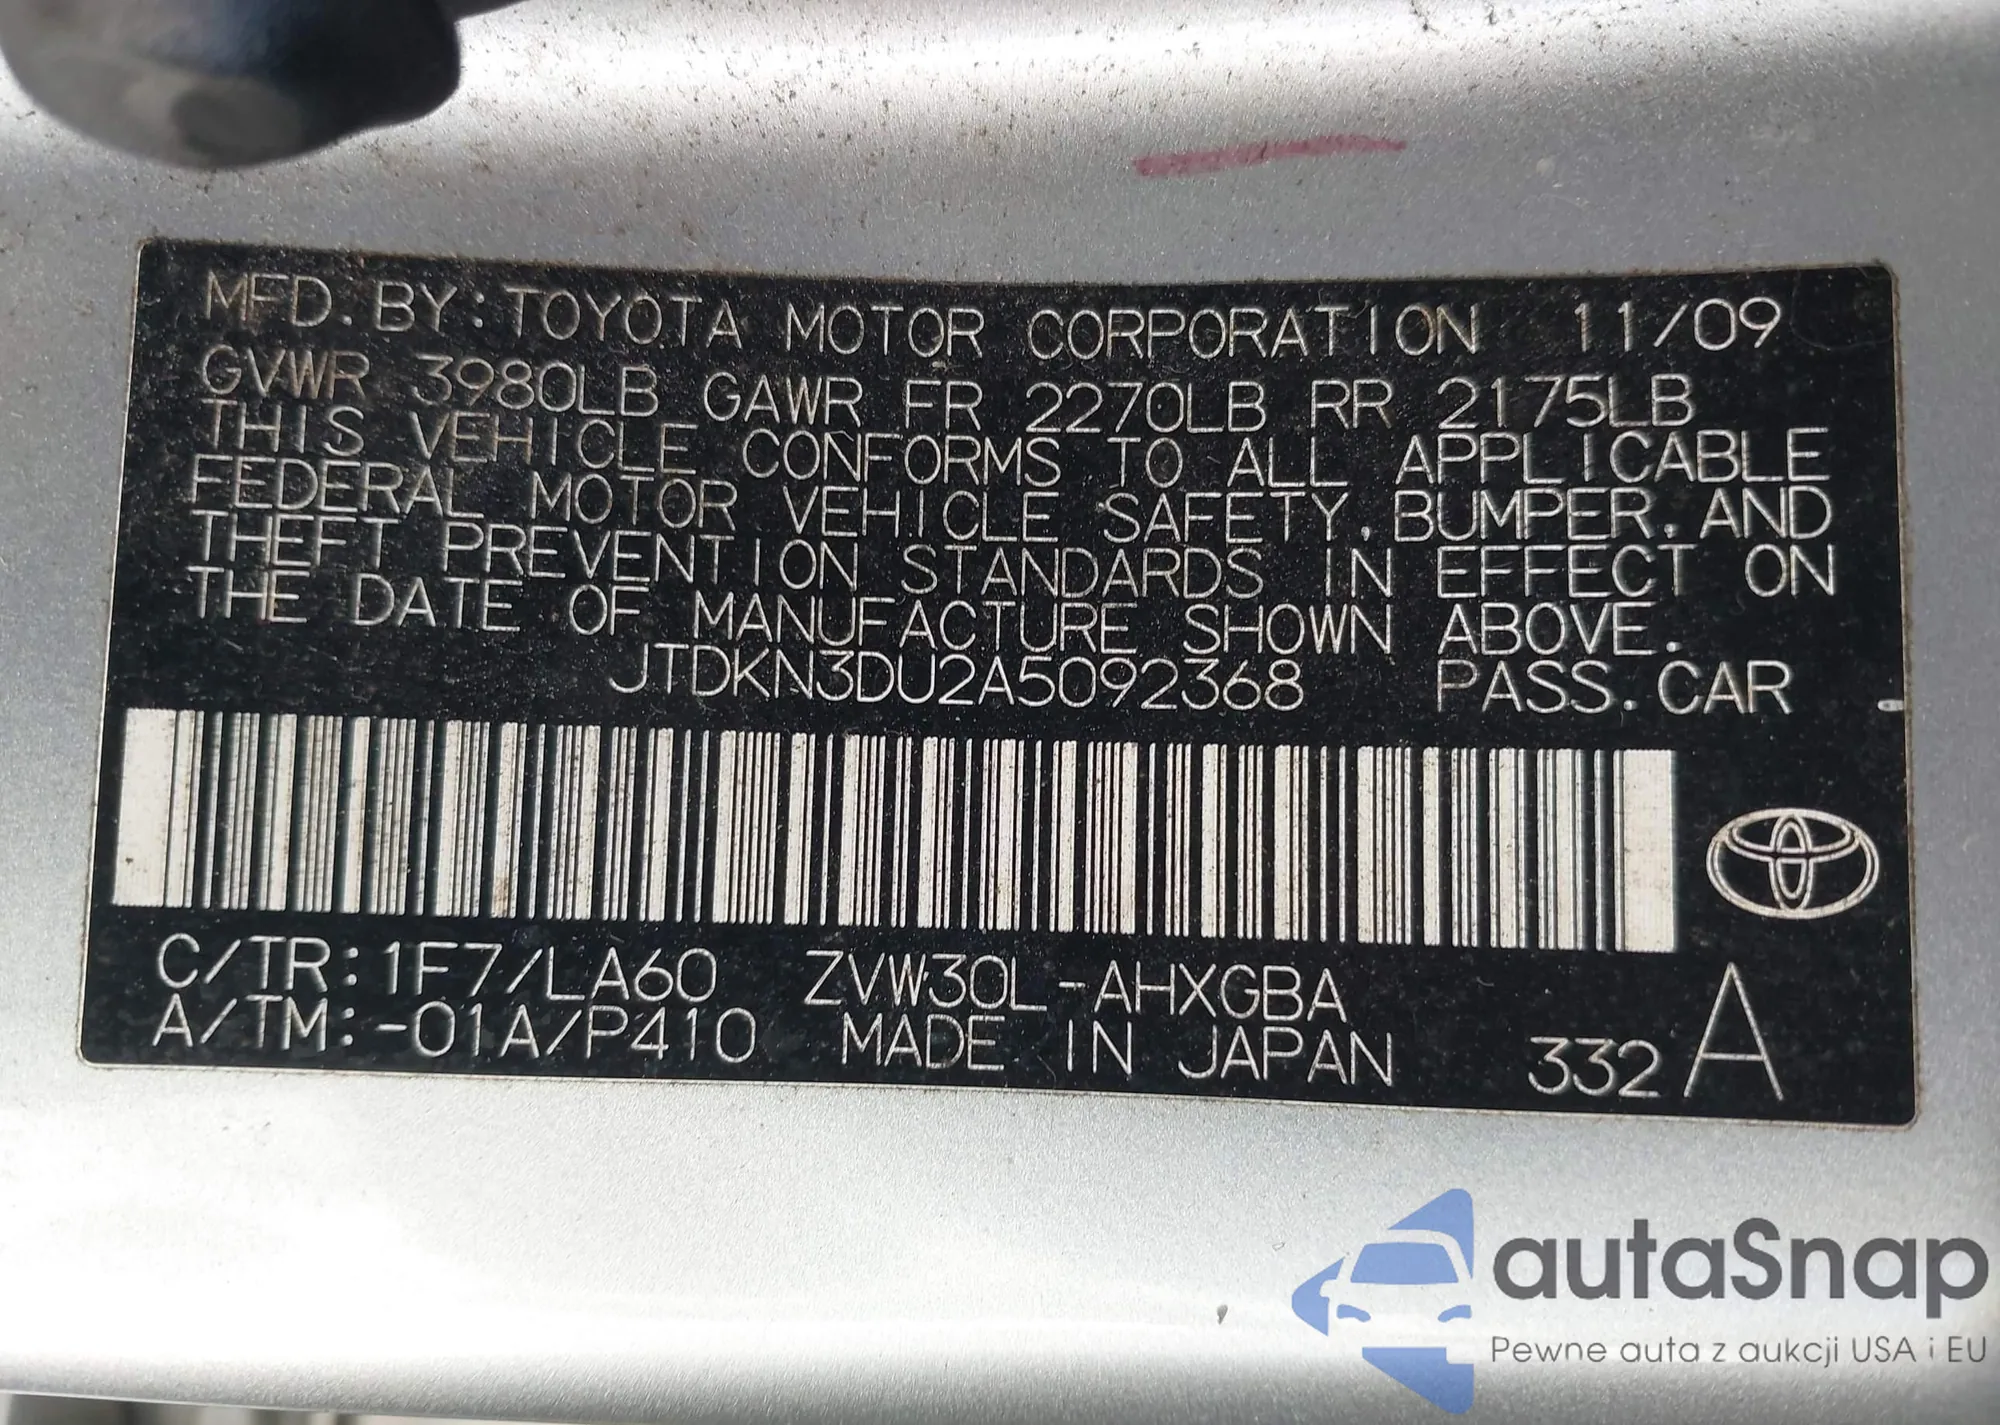 MFD. BY: TOYOTA MOTOR CORPORATION 11/09
GVWR 3980LB GAWR FR 2270LB RR 2175LB
THIS VEHICLE CONFORMS TO ALL APPLICABLE
FEDERAL MOTOR VEHICLE SAFETY, BUMPER, AND
THEFT PREVENTION STANDARDS IN EFFECT ON
THE DATE OF MANUFACTURE SHOWN ABOVE.
JTDKN3DU2A5092368 PASS. CAR
C/TR: 1F7/LA60 ZVW30L-AHXGBA
A/TM: -01A/P410 MADE IN JAPAN 332 A
autaSnap
Pewne auta z aukcji USA i EU